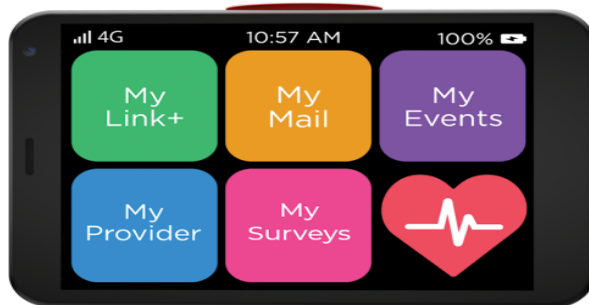 4G 10:57 AM 100%
My
Link+
My
Mail
My
Events
My
Provider
My
Surveys